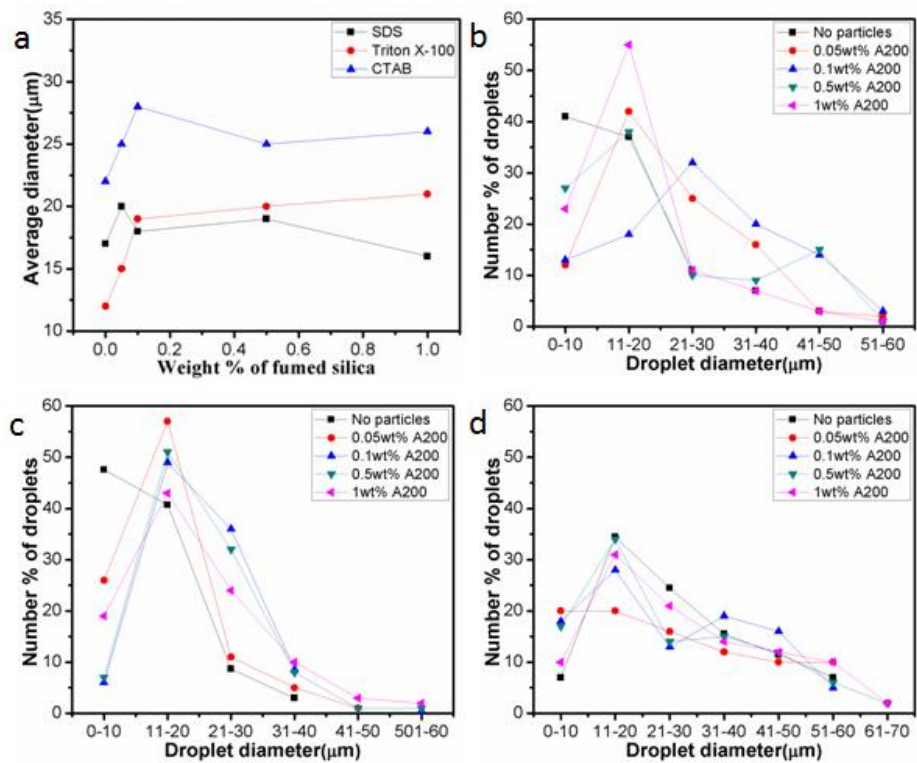 a
35
30
25
20
15
10
Average diameter(μm)
SDS
Triton X-100
CTAB
0.0 0.2 0.4 0.6 0.8 1.0
Weight % of fumed silica
b
60
50
40
30
20
10
0
Number % of droplets
No particles
0.05wt% A200
0.1wt% A200
0.5wt% A200
1wt% A200
0-10 11-20 21-30 31-40 41-50 51-60
Droplet diameter(μm)
c
60
50
40
30
20
10
0
Number % of droplets
No particles
0.05wt% A200
0.1wt% A200
0.5wt% A200
1wt% A200
0-10 11-20 21-30 31-40 41-50 501-60
Droplet diameter(μm)
d
60
50
40
30
20
10
0
Number % of droplets
No particles
0.05wt% A200
0.1wt% A200
0.5wt% A200
1wt% A200
0-10 11-20 21-30 31-40 41-50 51-60 61-70
Droplet diameter(μm)